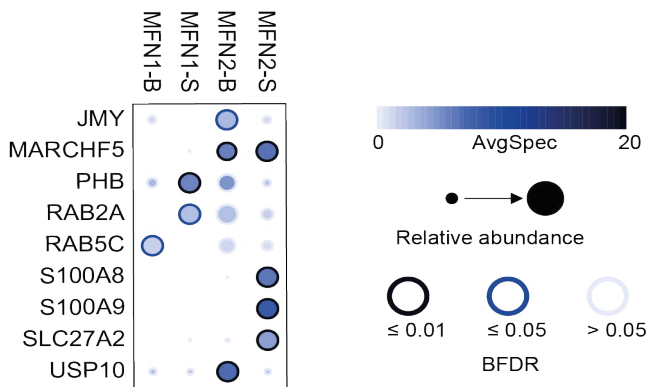 MFN1-B
MFN1-S
MFN2-B
MFN2-S
JMY
MARCHF5
PHB
RAB2A
RAB5C
S100A8
S100A9
SLC27A2
USP10
0 AvgSpec 20
Relative abundance
≤ 0.01 ≤ 0.05 > 0.05
BFDR